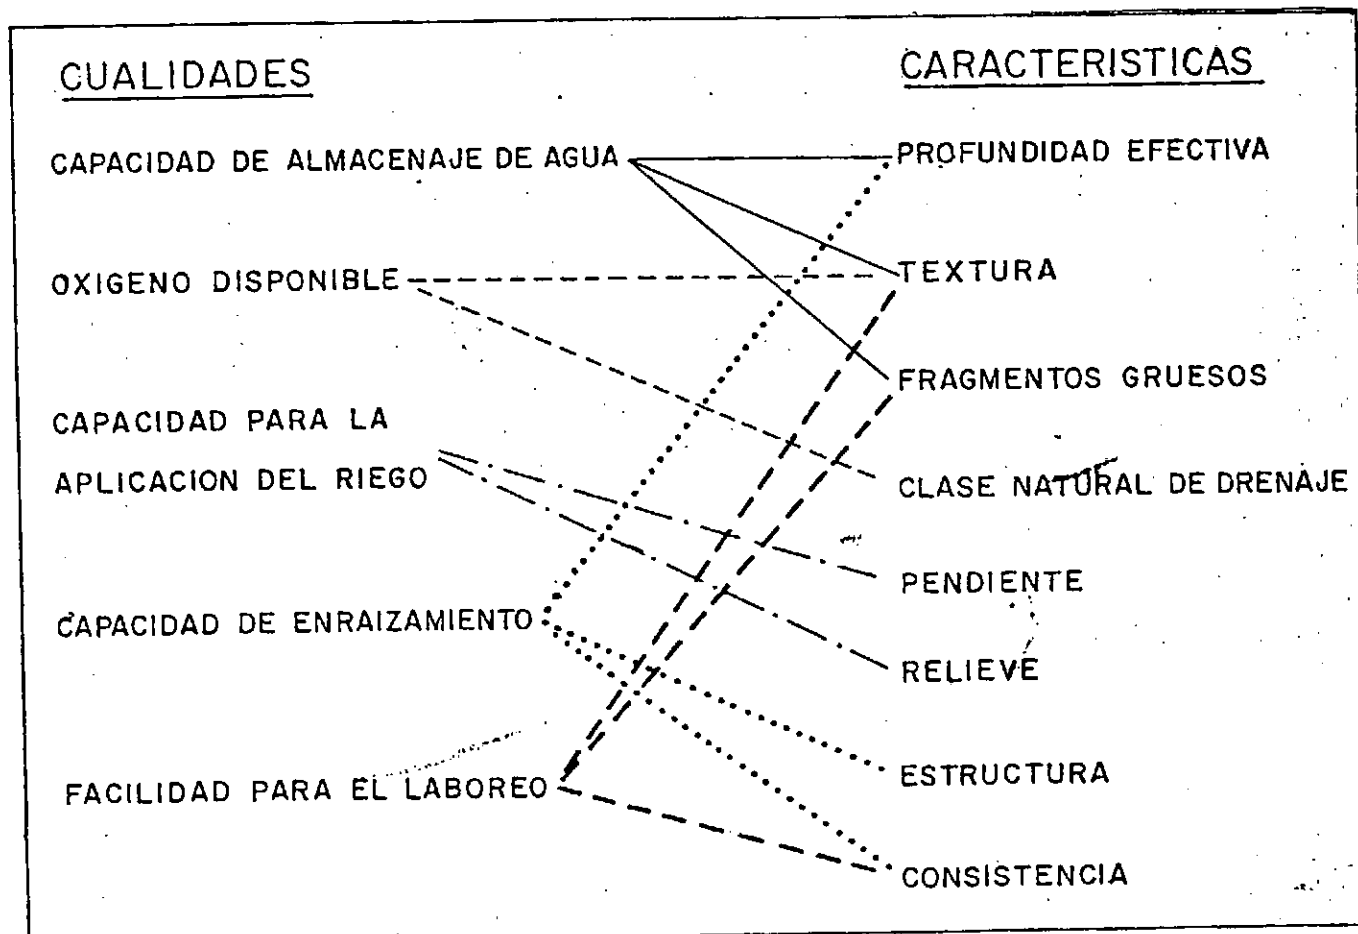 CUALIDADES
CAPACIDAD DE ALMACENAJE DE AGUA
OXIGENO DISPONIBLE
CAPACIDAD PARA LA
APLICACION DEL RIEGO
CAPACIDAD DE ENRAIZAMIENTO
FACILIDAD PARA EL LABOREO
CARACTERISTICAS
PROFUNDIDAD EFECTIVA
TEXTURA
FRAGMENTOS GRUESOS
CLASE NATURAL DE DRENAJE
PENDIENTE
RELIEVE
ESTRUCTURA
CONSISTENCIA